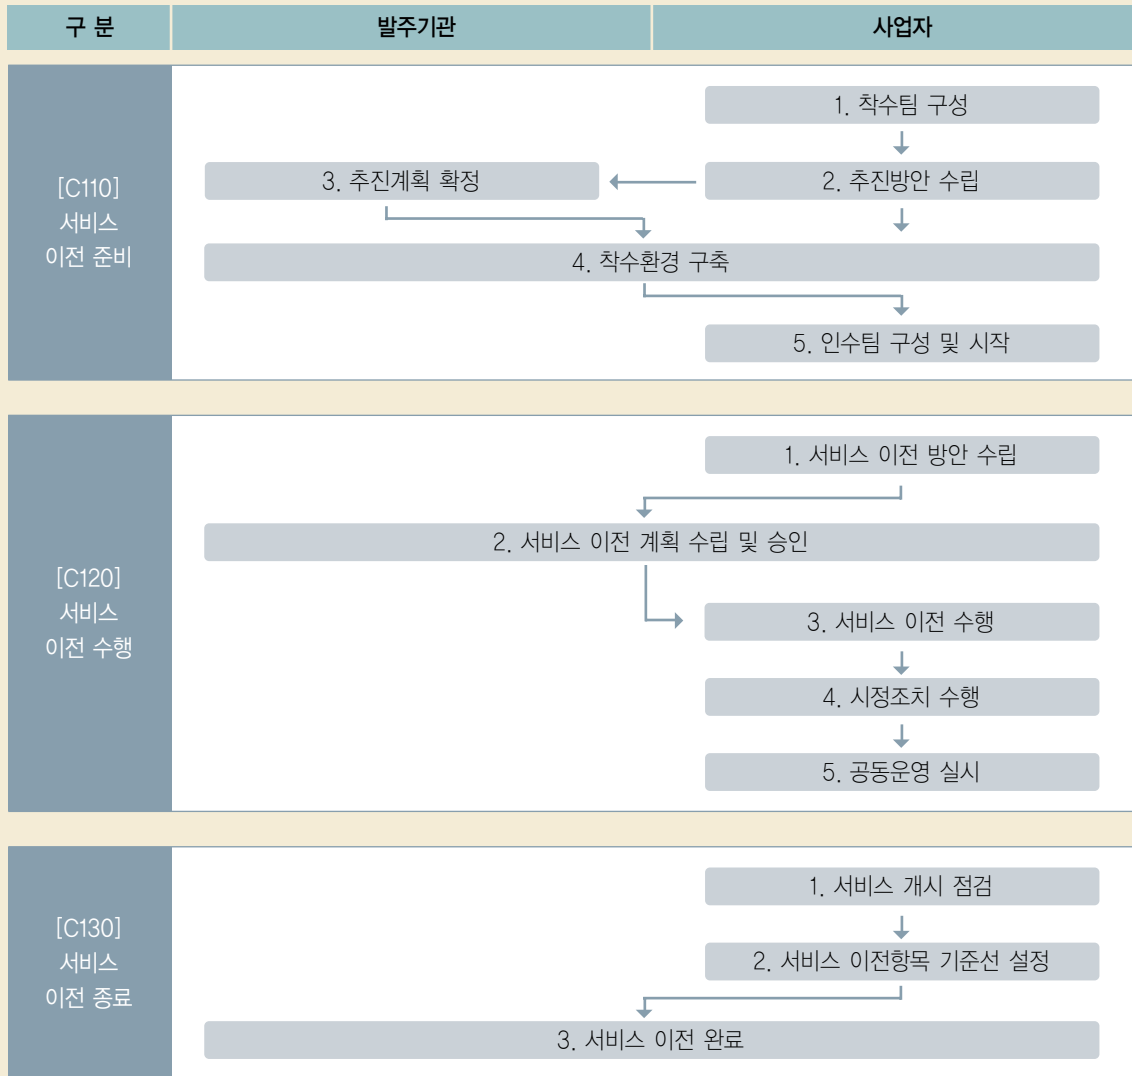 구 분
발주기관
사업자
[C110]
서비스
이전 준비
1. 착수팀 구성
3. 추진계획 확정
2. 추진방안 수립
4. 착수환경 구축
5. 인수팀 구성 및 시작
[C120]
서비스
이전 수행
1. 서비스 이전 방안 수립
2. 서비스 이전 계획 수립 및 승인
3. 서비스 이전 수행
4. 시정조치 수행
5. 공동운영 실시
[C130]
서비스
이전 종료
1. 서비스 개시 점검
2. 서비스 이전항목 기준선 설정
3. 서비스 이전 완료